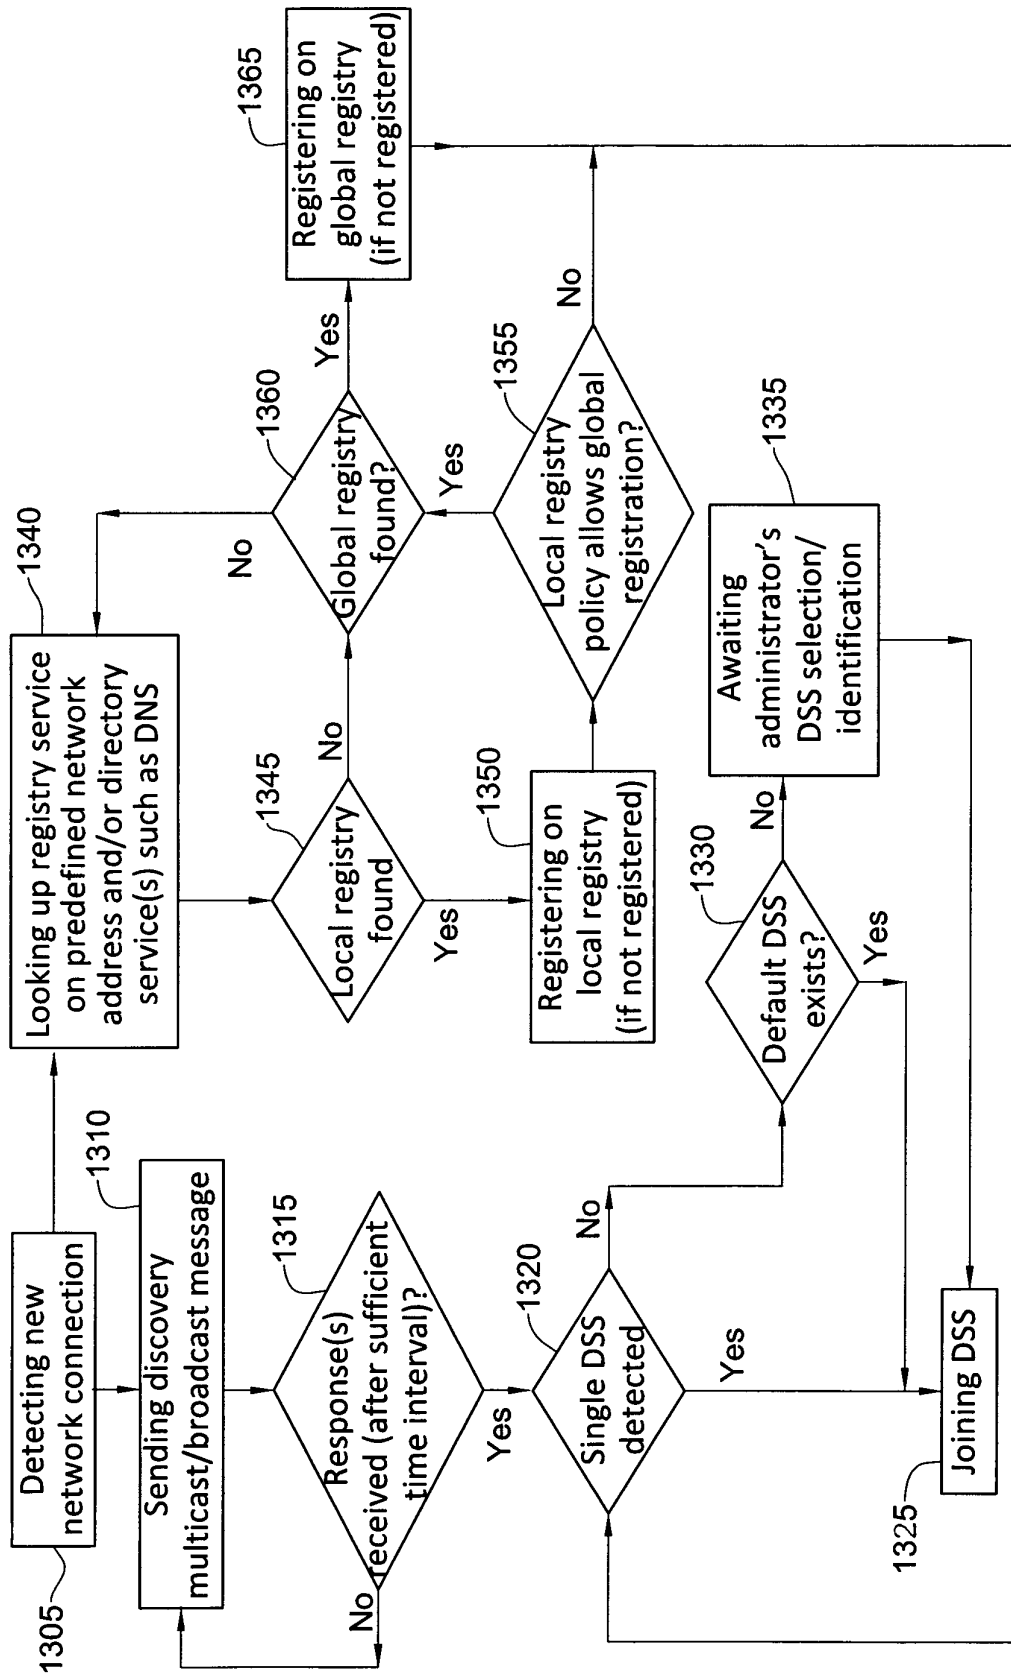 1305
Detecting new
network connection
1310
Sending discovery
multicast/broadcast message
1315
Response(s)
received (after sufficient
time interval)?
No
Yes
1320
Single DSS
detected
No
Yes
1325
Joining DSS
1330
Default DSS
exists?
No
Yes
1335
Awaiting
administrator's
DSS selection/
identification
1340
Looking up registry service
on predefined network
address and/or directory
service(s) such as DNS
1345
Local registry
found
No
Yes
1350
Registering on
local registry
(if not registered)
1355
Local registry
policy allows global
registration?
Yes
No
1360
Global registry
found?
No
Yes
1365
Registering on
global registry
(if not registered)